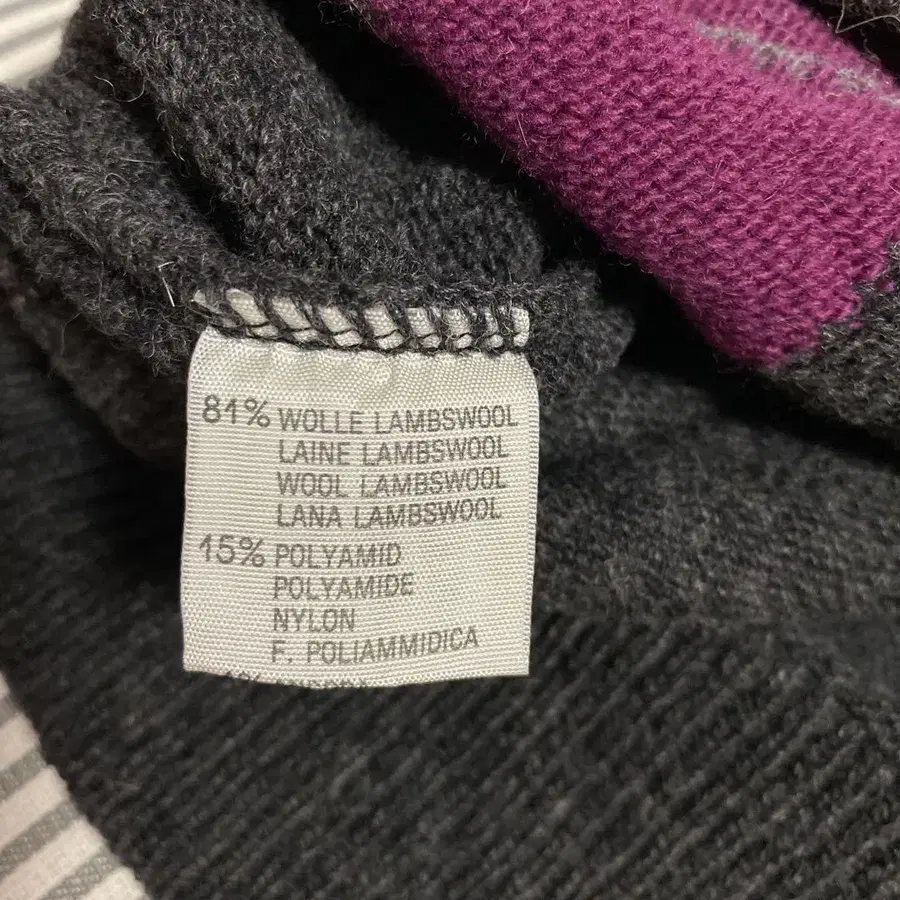 81% WOLLE LAMBSWOOL
LAINE LAMBSWOOL
WOOL LAMBSWOOL
LANA LAMBSWOOL
15% POLYAMID
POLYAMIDE
NYLON
F. POLIAMMIDICA